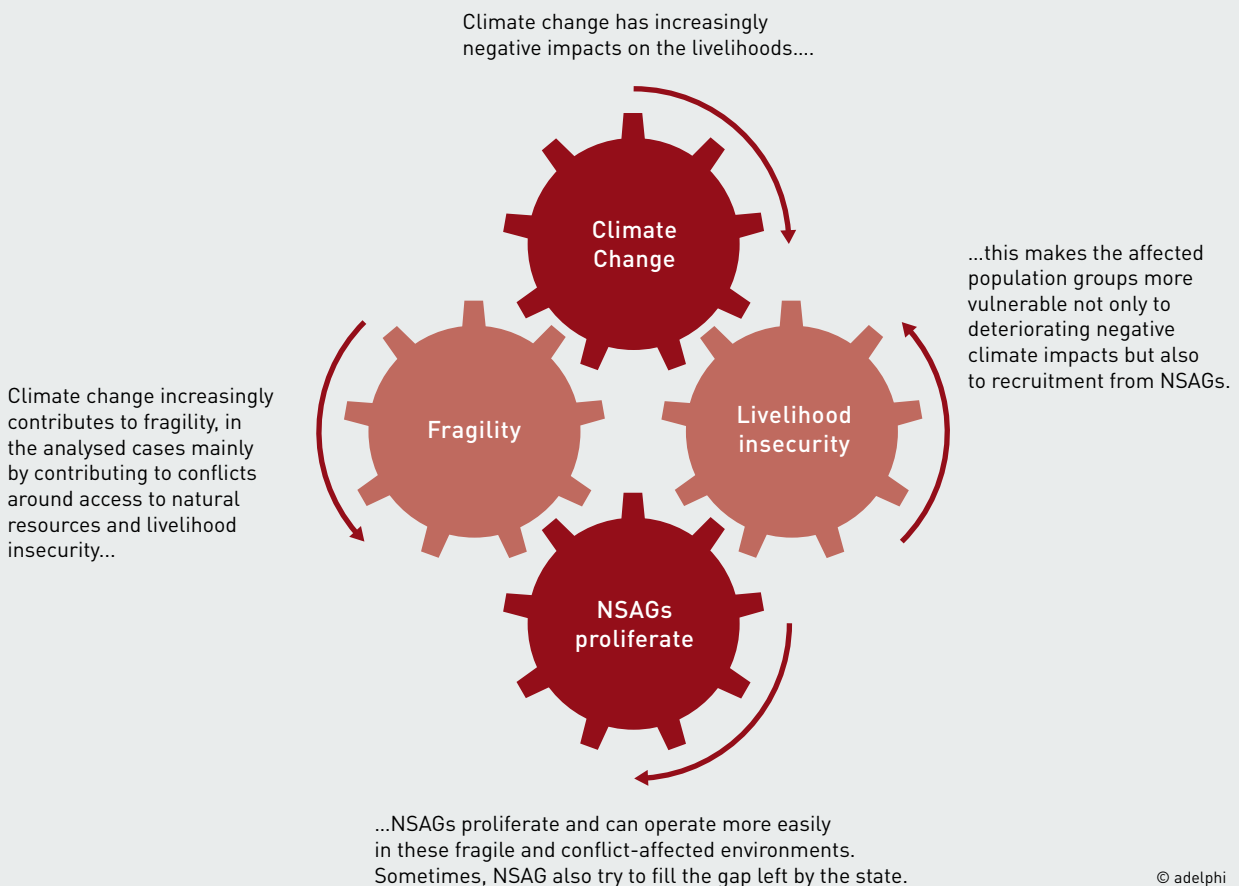 Climate change has increasingly
negative impacts on the livelihoods....
Climate
Change
...this makes the affected
population groups more
vulnerable not only to
deteriorating negative
climate impacts but also
to recruitment from NSAGs.
Climate change increasingly
contributes to fragility, in
the analysed cases mainly
by contributing to conflicts
around access to natural
resources and livelihood
insecurity...
Fragility
Livelihood
insecurity
NSAGs
proliferate
...NSAGs proliferate and can operate more easily
in these fragile and conflict-affected environments.
Sometimes, NSAG also try to fill the gap left by the state.
© adelphi